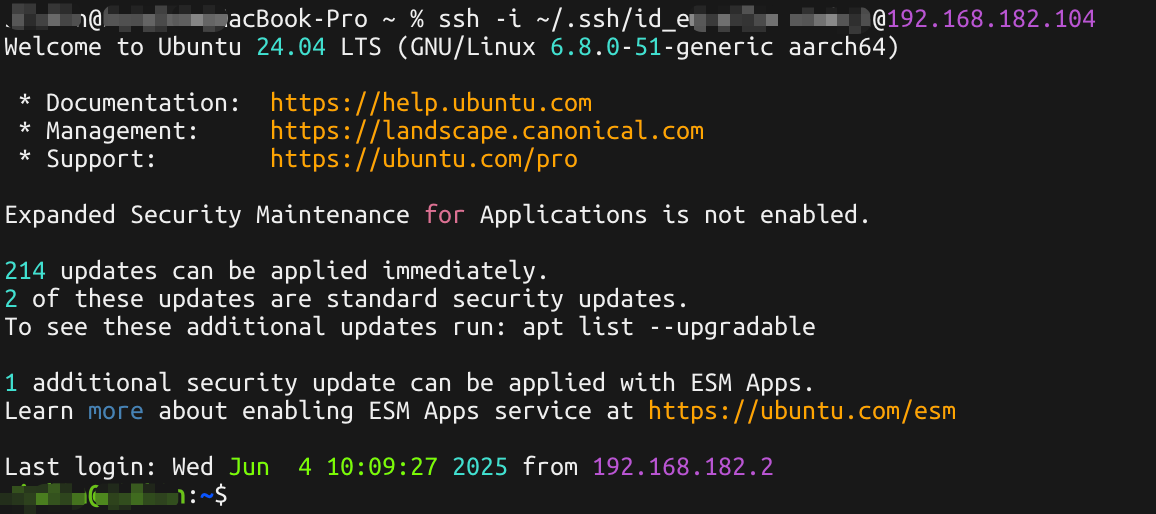 acBook-Pro ~ % ssh -i ~/.ssh/id_e @192.168.182.104
Welcome to Ubuntu 24.04 LTS (GNU/Linux 6.8.0-51-generic aarch64)
* Documentation: https://help.ubuntu.com
* Management: https://landscape.canonical.com
* Support: https://ubuntu.com/pro
Expanded Security Maintenance for Applications is not enabled.
214 updates can be applied immediately.
2 of these updates are standard security updates.
To see these additional updates run: apt list --upgradable
1 additional security update can be applied with ESM Apps.
Learn more about enabling ESM Apps service at https://ubuntu.com/esm
Last login: Wed Jun  4 10:09:27 2025 from 192.168.182.2
:~$